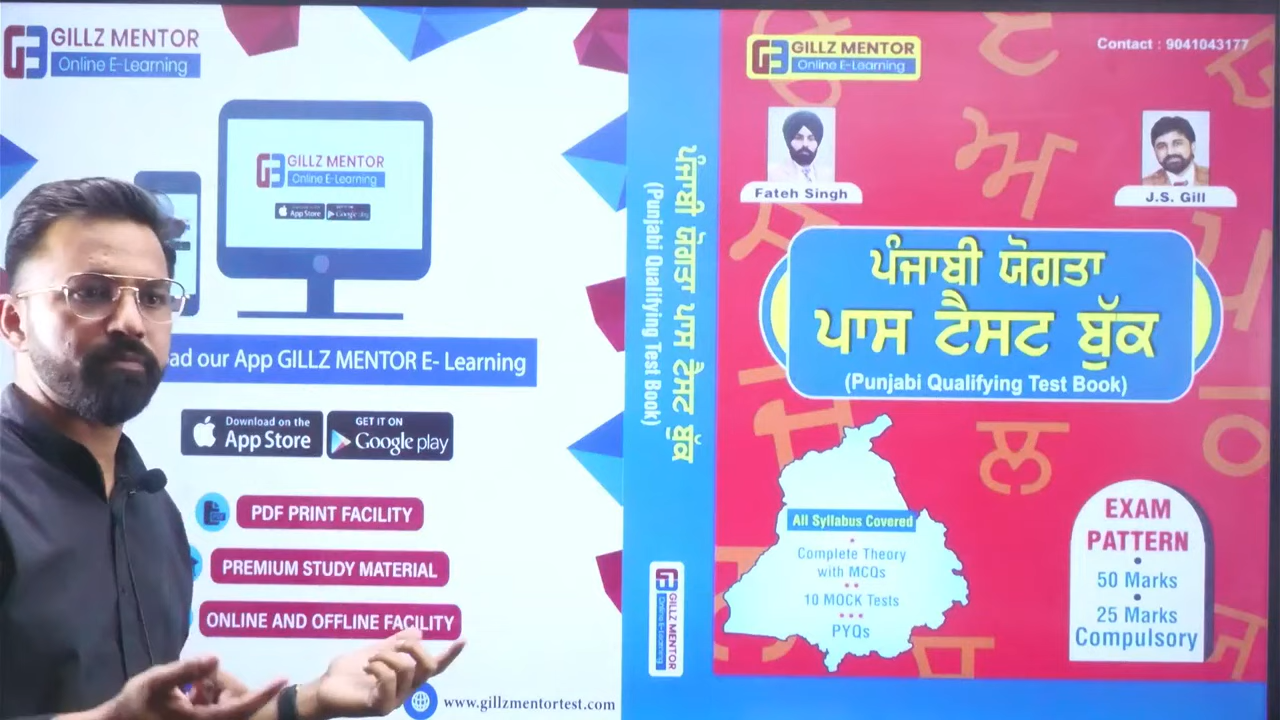 GILLZ MENTOR
Online E-Learning
GILLZ MENTOR
Online E-Learning
App Store
Google play
ad our App GILLZ MENTOR E- Learning
Download on the
App Store
GET IT ON
Google play
PDF PRINT FACILITY
PREMIUM STUDY MATERIAL
ONLINE AND OFFLINE FACILITY
www.gillzmentortest.com
ਪੰਜਾਬੀ ਯੋਗਤਾ ਪਾਸ ਟੈਸਟ ਬੁੱਕ
(Punjabi Qualifying Test Book)
GILLZ MENTOR
Online E-Learning
GILLZ MENTOR
Online E-Learning
Contact : 9041043177
Fateh Singh
J.S. Gill
ਪੰਜਾਬੀ ਯੋਗਤਾ
ਪਾਸ ਟੈਸਟ ਬੁੱਕ
(Punjabi Qualifying Test Book)
All Syllabus Covered
Complete Theory
with MCQs
10 MOCK Tests
PYQs
EXAM
PATTERN
50 Marks
25 Marks
Compulsory
ਅ
ਲ